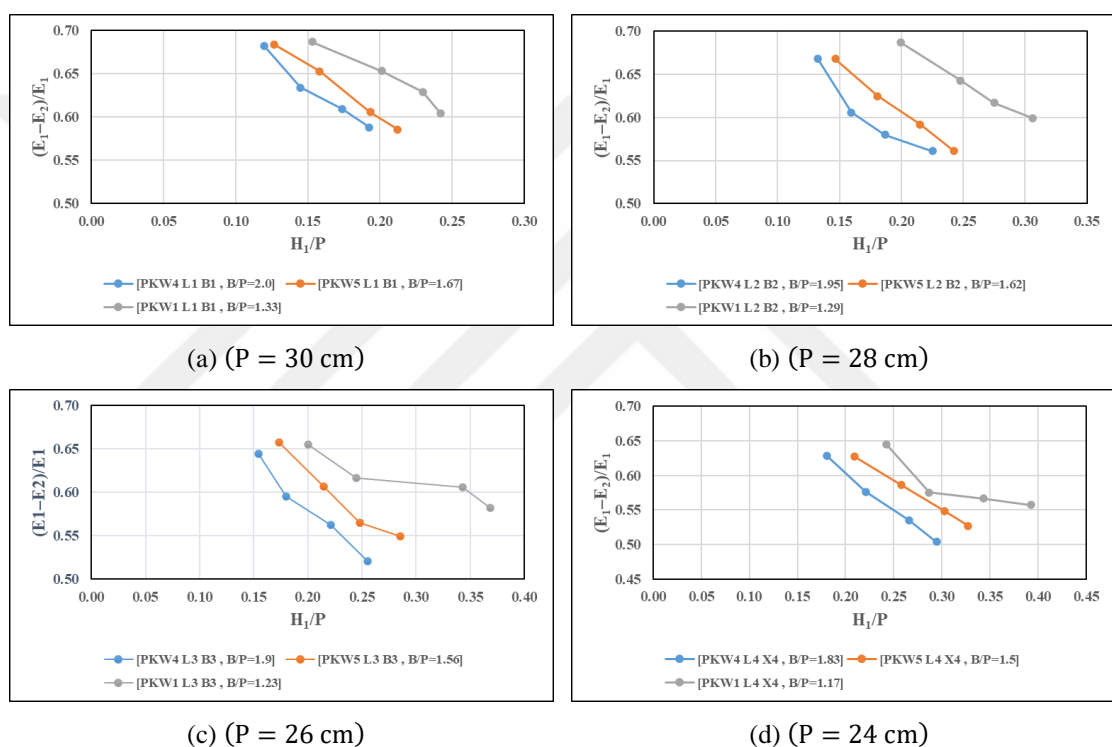 0.70
0.65
0.60
0.55
0.50
(E₁−E₂)/E₁
0.00 0.05 0.10 0.15 0.20 0.25 0.30
H₁/P
[PKW4 L1 B1 , B/P=2.0] [PKW5 L1 B1 , B/P=1.67]
[PKW1 L1 B1 , B/P=1.33]
(a) (P = 30 cm)
0.70
0.65
0.60
0.55
0.50
(E₁−E₂)/E₁
0.00 0.05 0.10 0.15 0.20 0.25 0.30 0.35
H₁/P
[PKW4 L2 B2 , B/P=1.95] [PKW5 L2 B2 , B/P=1.62]
[PKW1 L2 B2 , B/P=1.29]
(b) (P = 28 cm)
0.70
0.65
0.60
0.55
0.50
(E1−E2)/E1
0.00 0.05 0.10 0.15 0.20 0.25 0.30 0.35 0.40
H₁/P
[PKW4 L3 B3 , B/P=1.9] [PKW5 L3 B3 , B/P=1.56]
[PKW1 L3 B3 , B/P=1.23]
(c) (P = 26 cm)
0.70
0.65
0.60
0.55
0.50
0.45
(E₁−E₂)/E₁
0.00 0.05 0.10 0.15 0.20 0.25 0.30 0.35 0.40 0.45
H₁/P
[PKW4 L4 X4 , B/P=1.83] [PKW5 L4 X4 , B/P=1.5]
[PKW1 L4 X4 , B/P=1.17]
(d) (P = 24 cm)